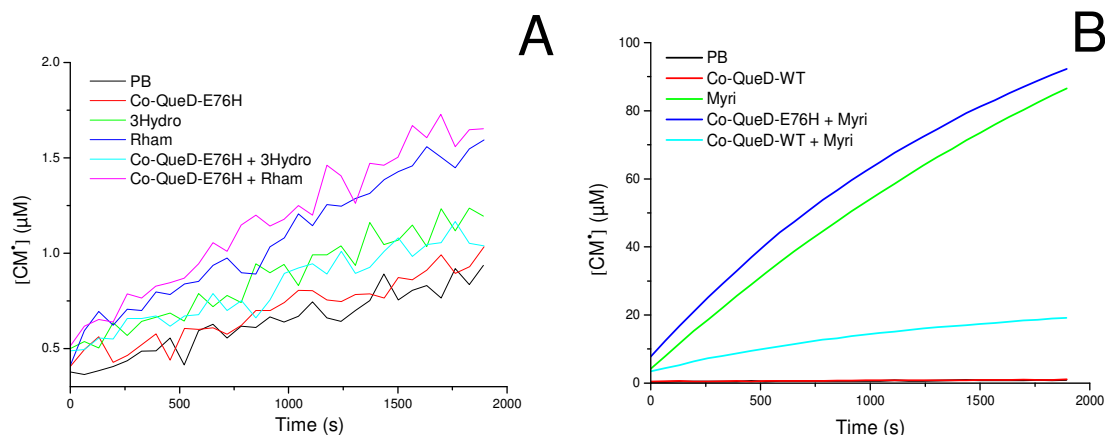 A
2.0
PB
Co-QueD-E76H
3Hydro
Rham
Co-QueD-E76H + 3Hydro
Co-QueD-E76H + Rham
1.5
1.0
0.5
[CM•] (µM)
0 500 1000 1500 2000
Time (s)
B
100
PB
Co-QueD-WT
Myri
Co-QueD-E76H + Myri
Co-QueD-WT + Myri
80
60
40
20
0
[CM•] (µM)
0 500 1000 1500 2000
Time (s)